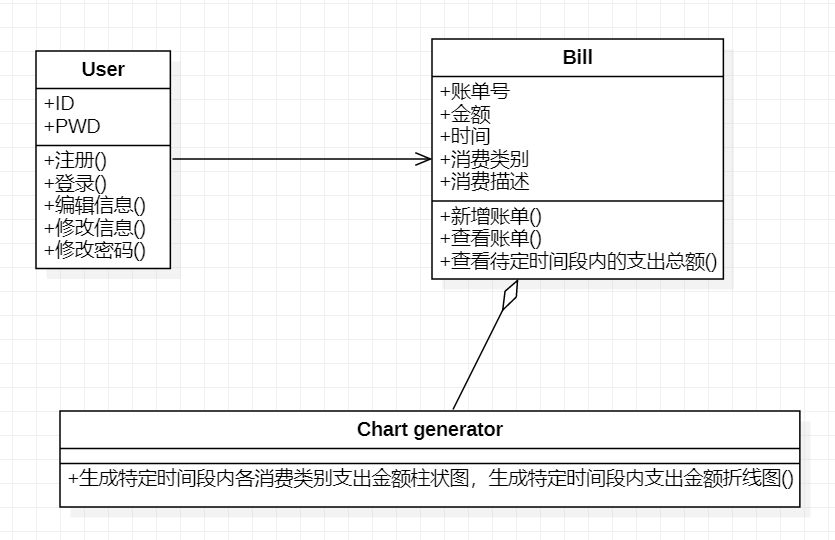 User
+ID
+PWD
+注册()
+登录()
+编辑信息()
+修改信息()
+修改密码()
Bill
+账单号
+金额
+时间
+消费类别
+消费描述
+新增账单()
+查看账单()
+查看待定时间段内的支出总额()
Chart generator
+生成特定时间段内各消费类别支出金额柱状图，生成特定时间段内支出金额折线图()